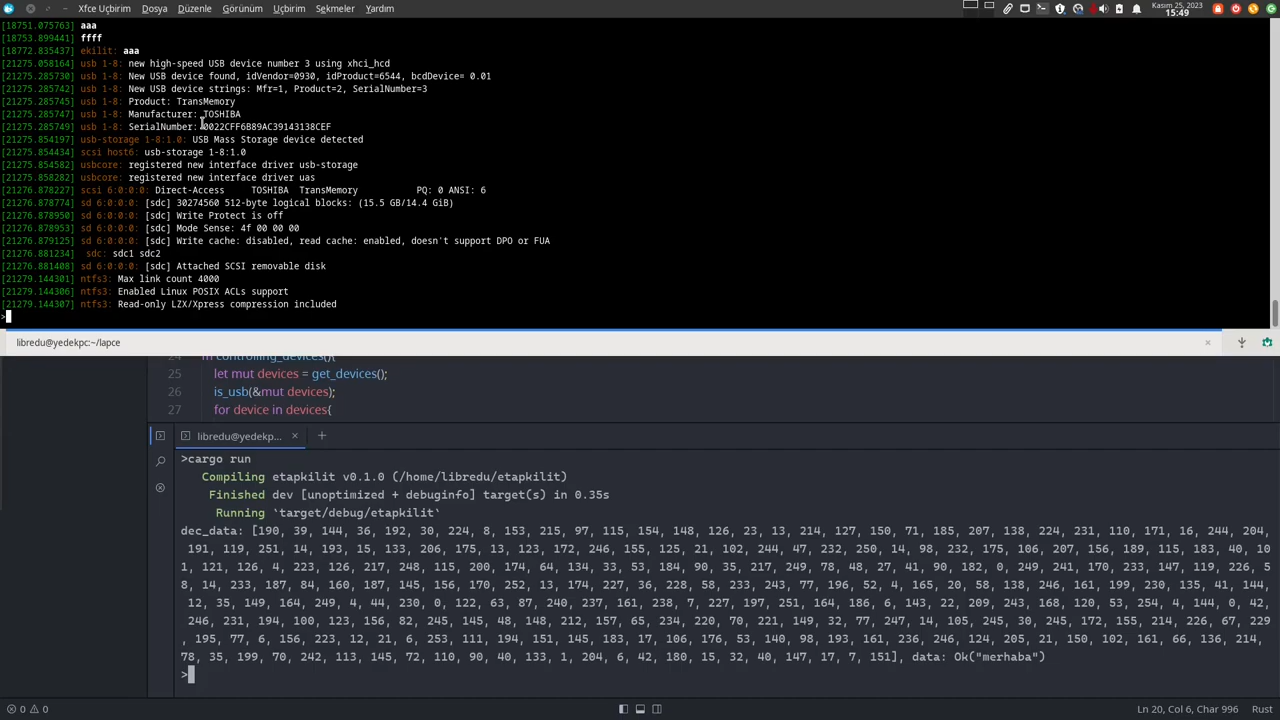 Xfce Uçbirim Dosya Düzenle Görünüm Uçbirim Sekmeler Yardım
Kasım 25, 2023
15:49
[18751.075763] aaa
[18753.899441] ffff
[18772.835437] ekilit: aaa
[21275.058164] usb 1-8: new high-speed USB device number 3 using xhci_hcd
[21275.285730] usb 1-8: New USB device found, idVendor=0930, idProduct=6544, bcdDevice= 0.01
[21275.285742] usb 1-8: New USB device strings: Mfr=1, Product=2, SerialNumber=3
[21275.285745] usb 1-8: Product: TransMemory
[21275.285747] usb 1-8: Manufacturer: TOSHIBA
[21275.285749] usb 1-8: SerialNumber: 0022CFF6B89AC39143138CEF
[21275.854197] usb-storage 1-8:1.0: USB Mass Storage device detected
[21275.854434] scsi host6: usb-storage 1-8:1.0
[21275.854582] usbcore: registered new interface driver usb-storage
[21275.858282] usbcore: registered new interface driver uas
[21276.878227] scsi 6:0:0:0: Direct-Access TOSHIBA TransMemory PQ: 0 ANSI: 6
[21276.878774] sd 6:0:0:0: [sdc] 30274560 512-byte logical blocks: (15.5 GB/14.4 GiB)
[21276.878950] sd 6:0:0:0: [sdc] Write Protect is off
[21276.878953] sd 6:0:0:0: [sdc] Mode Sense: 4f 00 00 00
[21276.879125] sd 6:0:0:0: [sdc] Write cache: disabled, read cache: enabled, doesn't support DPO or FUA
[21276.881234] sdc: sdc1 sdc2
[21276.881408] sd 6:0:0:0: [sdc] Attached SCSI removable disk
[21279.144301] ntfs3: Max link count 4000
[21279.144306] ntfs3: Enabled Linux POSIX ACLs support
[21279.144307] ntfs3: Read-only LZX/Xpress compression included
>
libredu@yedekpc:~/lapce
24 fn controlling_devices(){
25 let mut devices = get_devices();
26 is_usb(&mut devices);
27 for device in devices{
libredu@yedekp...
>cargo run
Compiling etapkilit v0.1.0 (/home/libredu/etapkilit)
Finished dev [unoptimized + debuginfo] target(s) in 0.35s
Running `target/debug/etapkilit`
dec_data: [190, 39, 144, 36, 192, 30, 224, 8, 153, 215, 97, 115, 154, 148, 126, 23, 13, 214, 127, 150, 71, 185, 207, 138, 224, 231, 110, 171, 16, 244, 204,
191, 119, 251, 14, 193, 15, 133, 206, 175, 13, 123, 172, 246, 155, 125, 21, 102, 244, 47, 232, 250, 14, 98, 232, 175, 106, 207, 156, 189, 115, 183, 40, 10
1, 121, 126, 4, 223, 126, 217, 248, 115, 200, 174, 64, 134, 33, 53, 184, 90, 35, 217, 249, 78, 48, 27, 41, 90, 182, 0, 249, 241, 170, 233, 147, 119, 226, 5
8, 14, 233, 187, 84, 160, 187, 145, 156, 170, 252, 13, 174, 227, 36, 228, 58, 233, 243, 77, 196, 52, 4, 165, 20, 58, 138, 246, 161, 199, 230, 135, 41, 144,
12, 35, 149, 164, 249, 4, 44, 230, 0, 122, 63, 87, 240, 237, 161, 238, 7, 227, 197, 251, 164, 186, 6, 143, 22, 209, 243, 168, 120, 53, 254, 4, 144, 0, 42,
246, 231, 194, 100, 123, 156, 82, 245, 145, 48, 148, 212, 157, 65, 234, 220, 70, 221, 149, 32, 77, 247, 14, 105, 245, 30, 245, 172, 155, 214, 226, 67, 229
, 195, 77, 6, 156, 223, 12, 21, 6, 253, 111, 194, 151, 145, 183, 17, 106, 176, 53, 140, 98, 193, 161, 236, 246, 124, 205, 21, 150, 102, 161, 66, 136, 214,
78, 35, 199, 70, 242, 113, 145, 72, 110, 90, 40, 133, 1, 204, 6, 42, 180, 15, 32, 40, 147, 17, 7, 151], data: Ok("merhaba")
>
0 0
Ln 20, Col 6, Char 996 Rust